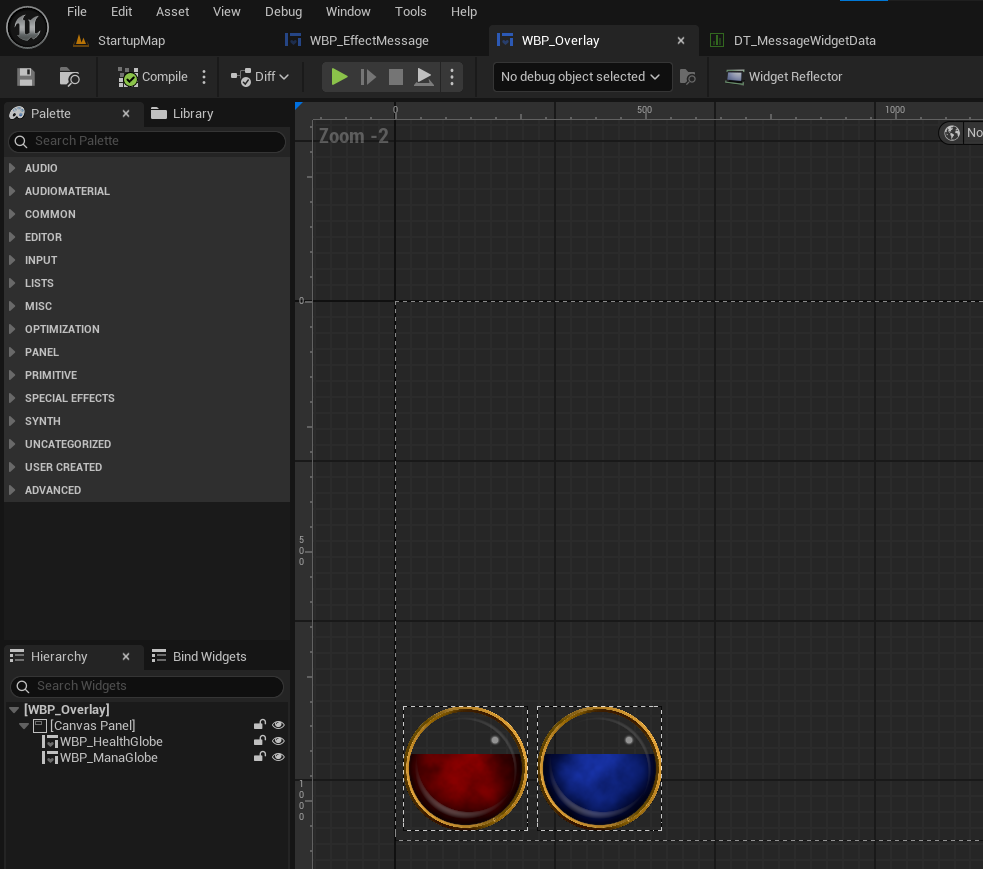 File Edit Asset View Debug Window Tools Help
StartupMap WBP_EffectMessage WBP_Overlay DT_MessageWidgetData
Compile Diff No debug object selected Widget Reflector
Palette Library
0 500 1000
Search Palette
Zoom -2
No
AUDIO
AUDIOMATERIAL
COMMON
EDITOR
INPUT
LISTS
0
MISC
OPTIMIZATION
PANEL
PRIMITIVE
SPECIAL EFFECTS
SYNTH
UNCATEGORIZED
USER CREATED
ADVANCED
500
Hierarchy Bind Widgets
Search Widgets
[WBP_Overlay]
[Canvas Panel]
WBP_HealthGlobe
WBP_ManaGlobe
1000